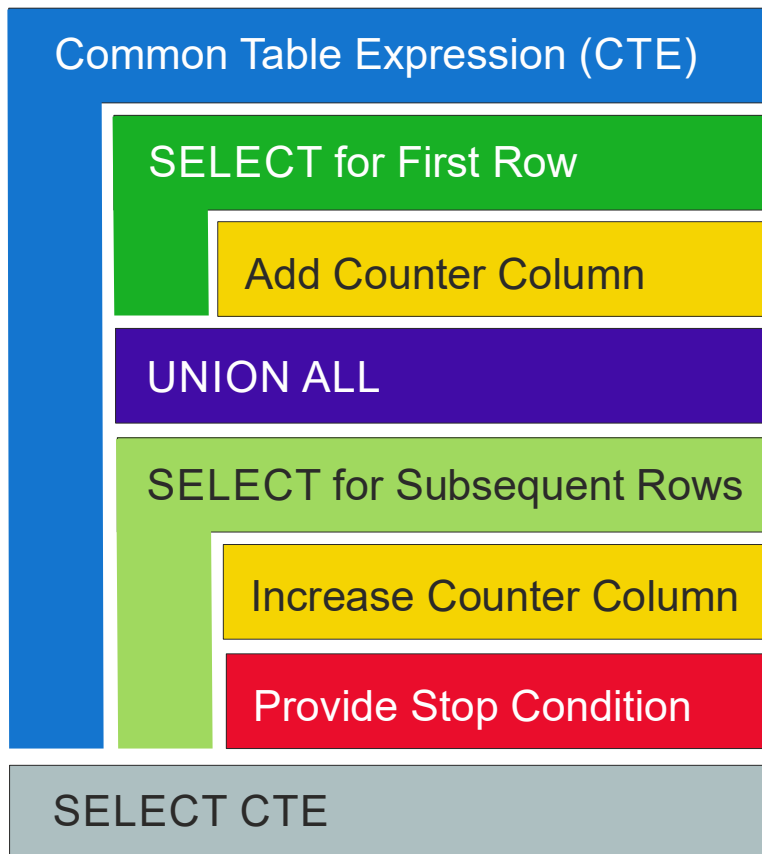 Common Table Expression (CTE)
SELECT for First Row
Add Counter Column
UNION ALL
SELECT for Subsequent Rows
Increase Counter Column
Provide Stop Condition
SELECT CTE